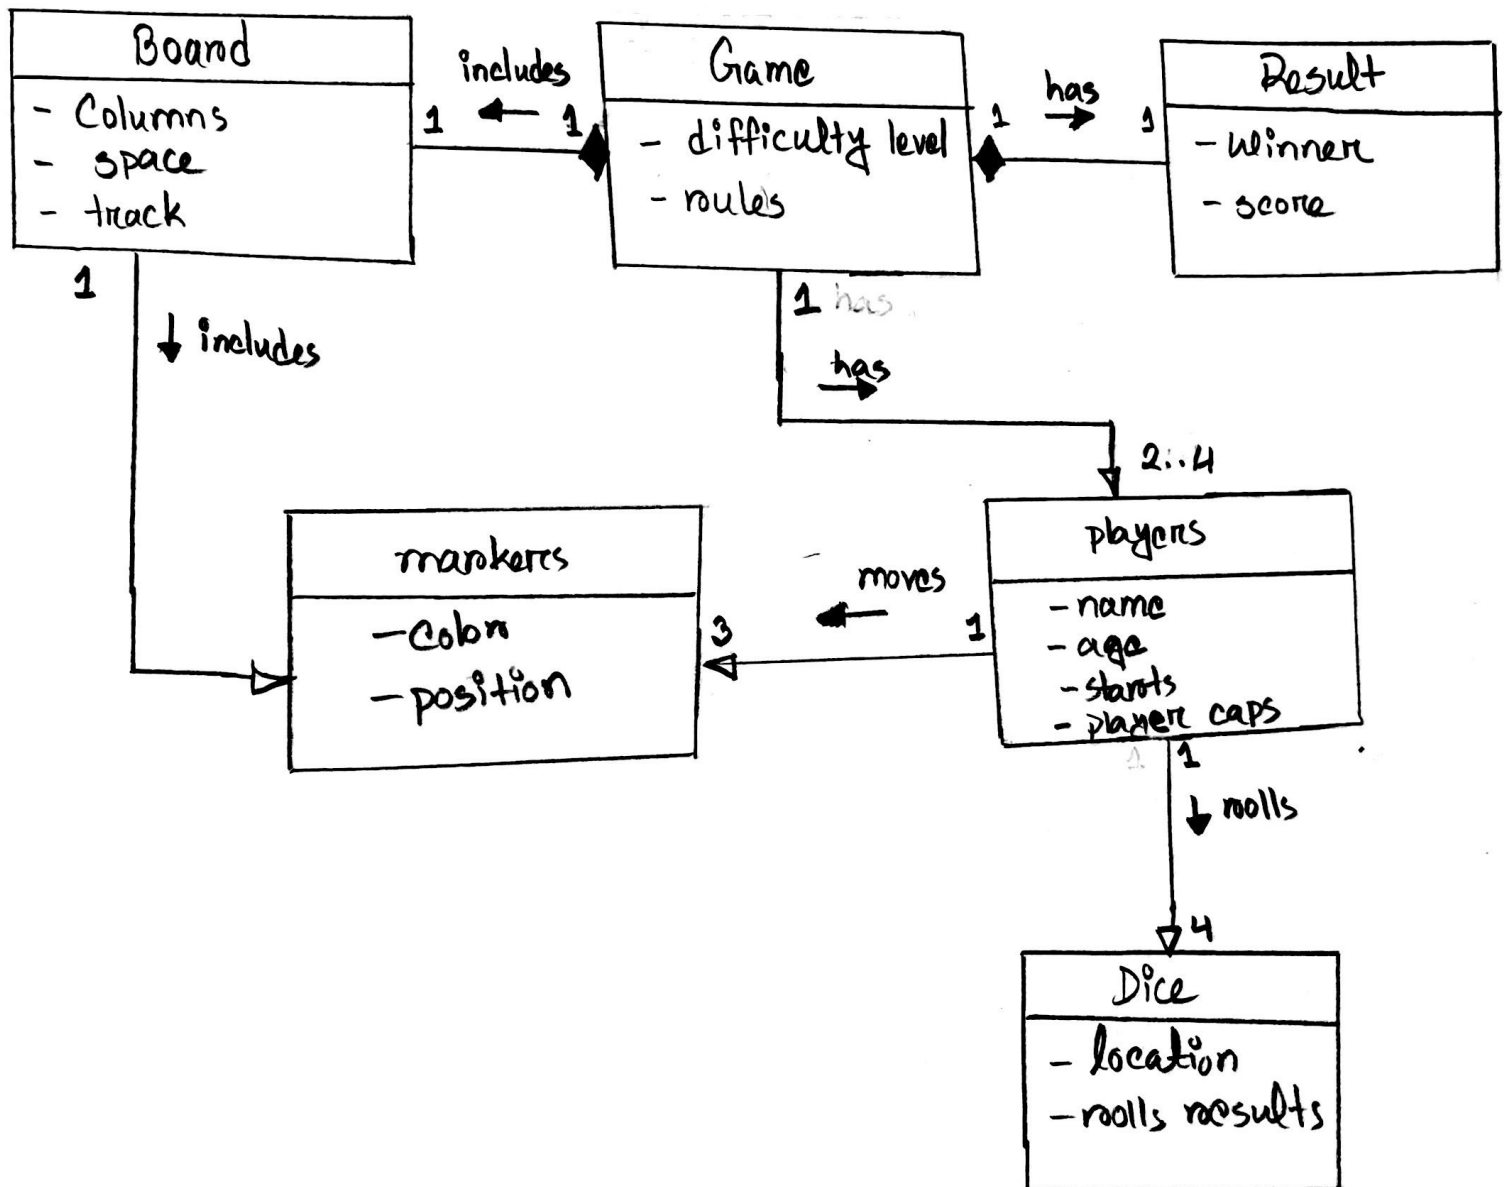 Board
- Columns
- space
- track
includes
1
1
Game
- difficulty level
- rules
1
has
1
Result
- winner
- score
1
includes
1 has
has
2..4
markers
- Color
- position
3
moves
1
players
- name
- age
- starts
- player caps
1. 1
rolls
4
Dice
- location
- rolls results